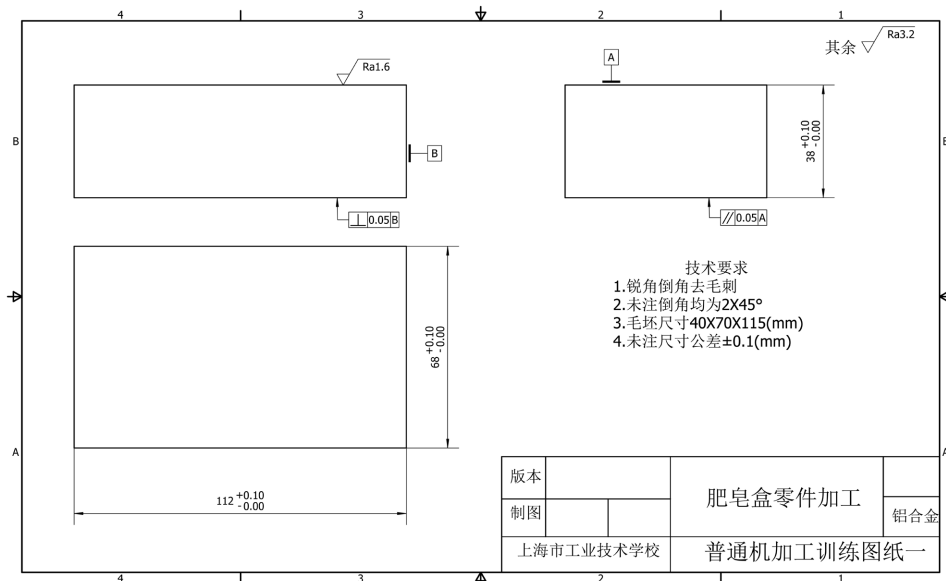 4 3 2 1
其余 Ra3.2
Ra1.6
A
B B
B
38 +0.10 -0.00
⊥ 0.05 B
// 0.05 A
技术要求
1.锐角倒角去毛刺
2.未注倒角均为2X45°
3.毛坯尺寸40X70X115(mm)
4.未注尺寸公差±0.1(mm)
68 +0.10 -0.00
A A
112 +0.10 -0.00
版本
肥皂盒零件加工
制图
铝合金
上海市工业技术学校
普通机加工训练图纸一
4 3 2 1